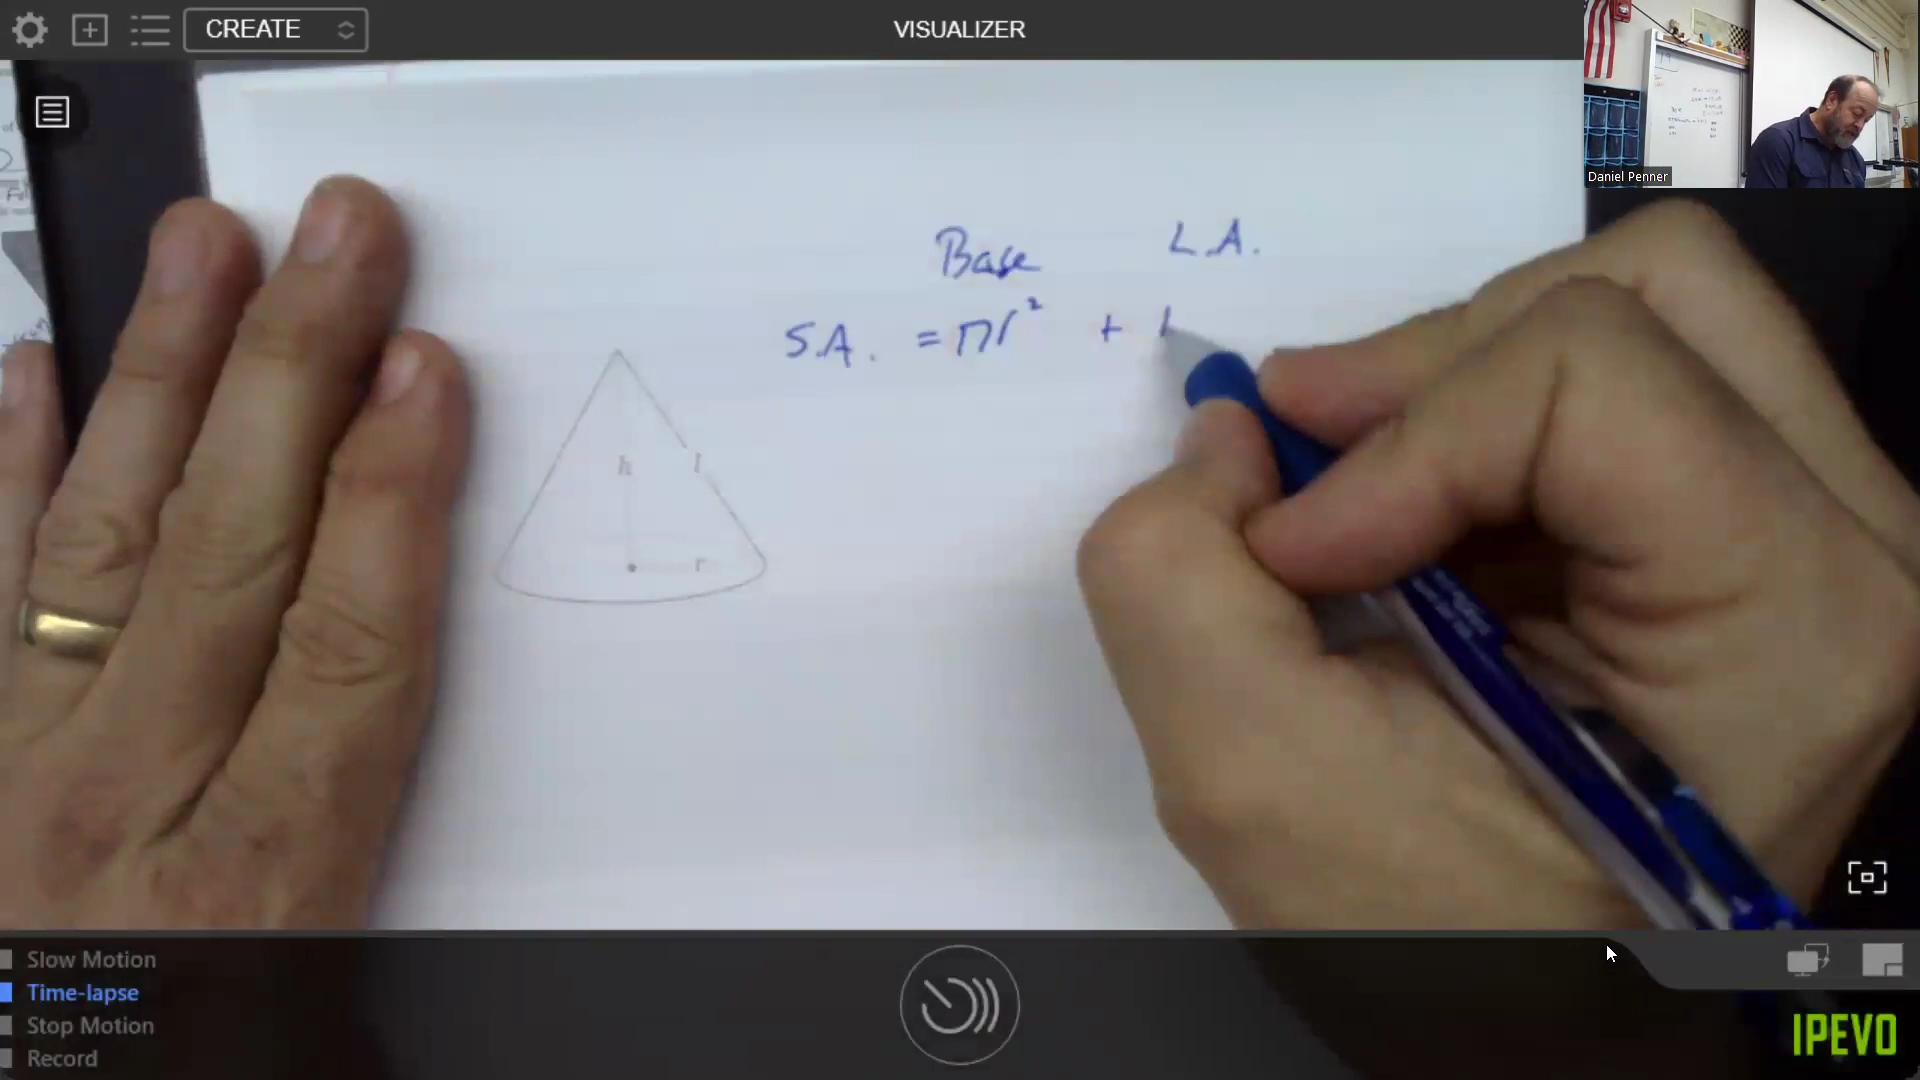 CREATE
VISUALIZER
Daniel Penner
Base L.A.
S.A. = πr² +
h l
r
Slow Motion
Time-lapse
Stop Motion
Record
IPEVO